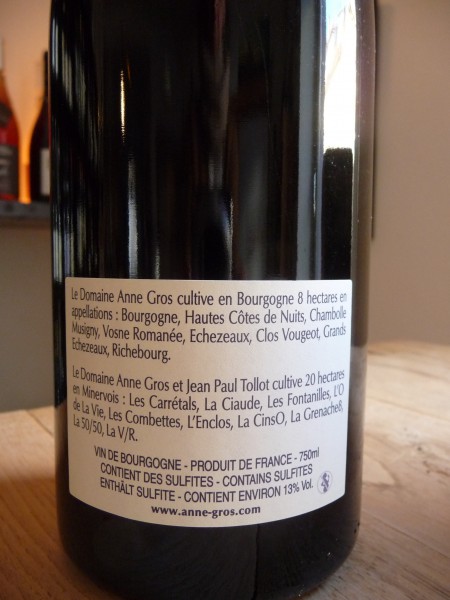 Le Domaine Anne Gros cultive en Bourgogne 8 hectares en
appellations : Bourgogne, Hautes Côtes de Nuits, Chambolle
Musigny, Vosne Romanée, Echezeaux, Clos Vougeot, Grands
Echezeaux, Richebourg.
Le Domaine Anne Gros et Jean Paul Tollot cultive 20 hectares
en Minervois : Les Carrétals, La Ciaude, Les Fontanilles, L'O
de La Vie, Les Combettes, L'Enclos, La CinsO, La Grenache8,
La 50/50, La V/R.
VIN DE BOURGOGNE - PRODUIT DE FRANCE - 750ml
CONTIENT DES SULFITES - CONTAINS SULFITES
ENTHÄLT SULFITE - CONTIENT ENVIRON 13% Vol.
www.anne-gros.com